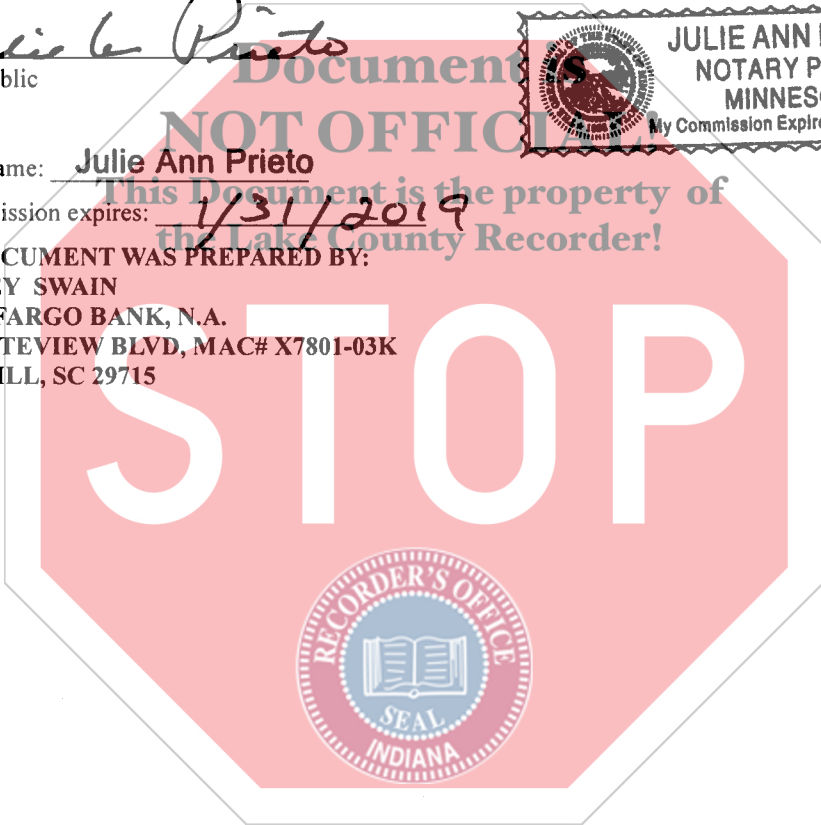 Prieto
blic
JULIE ANN
NOTARY P
MINNES
My Commission Expire
Document
NOT OFFICIAL!
ame: Julie Ann Prieto
This Document is the property of
ission expires: 1/31/2019
the Lake County Recorder!
CUMENT WAS PREPARED BY:
Y SWAIN
FARGO BANK, N.A.
TEVIEW BLVD, MAC# X7801-03K
ILL, SC 29715
STOP
RECORDER'S OFFICE
SEAL
INDIANA